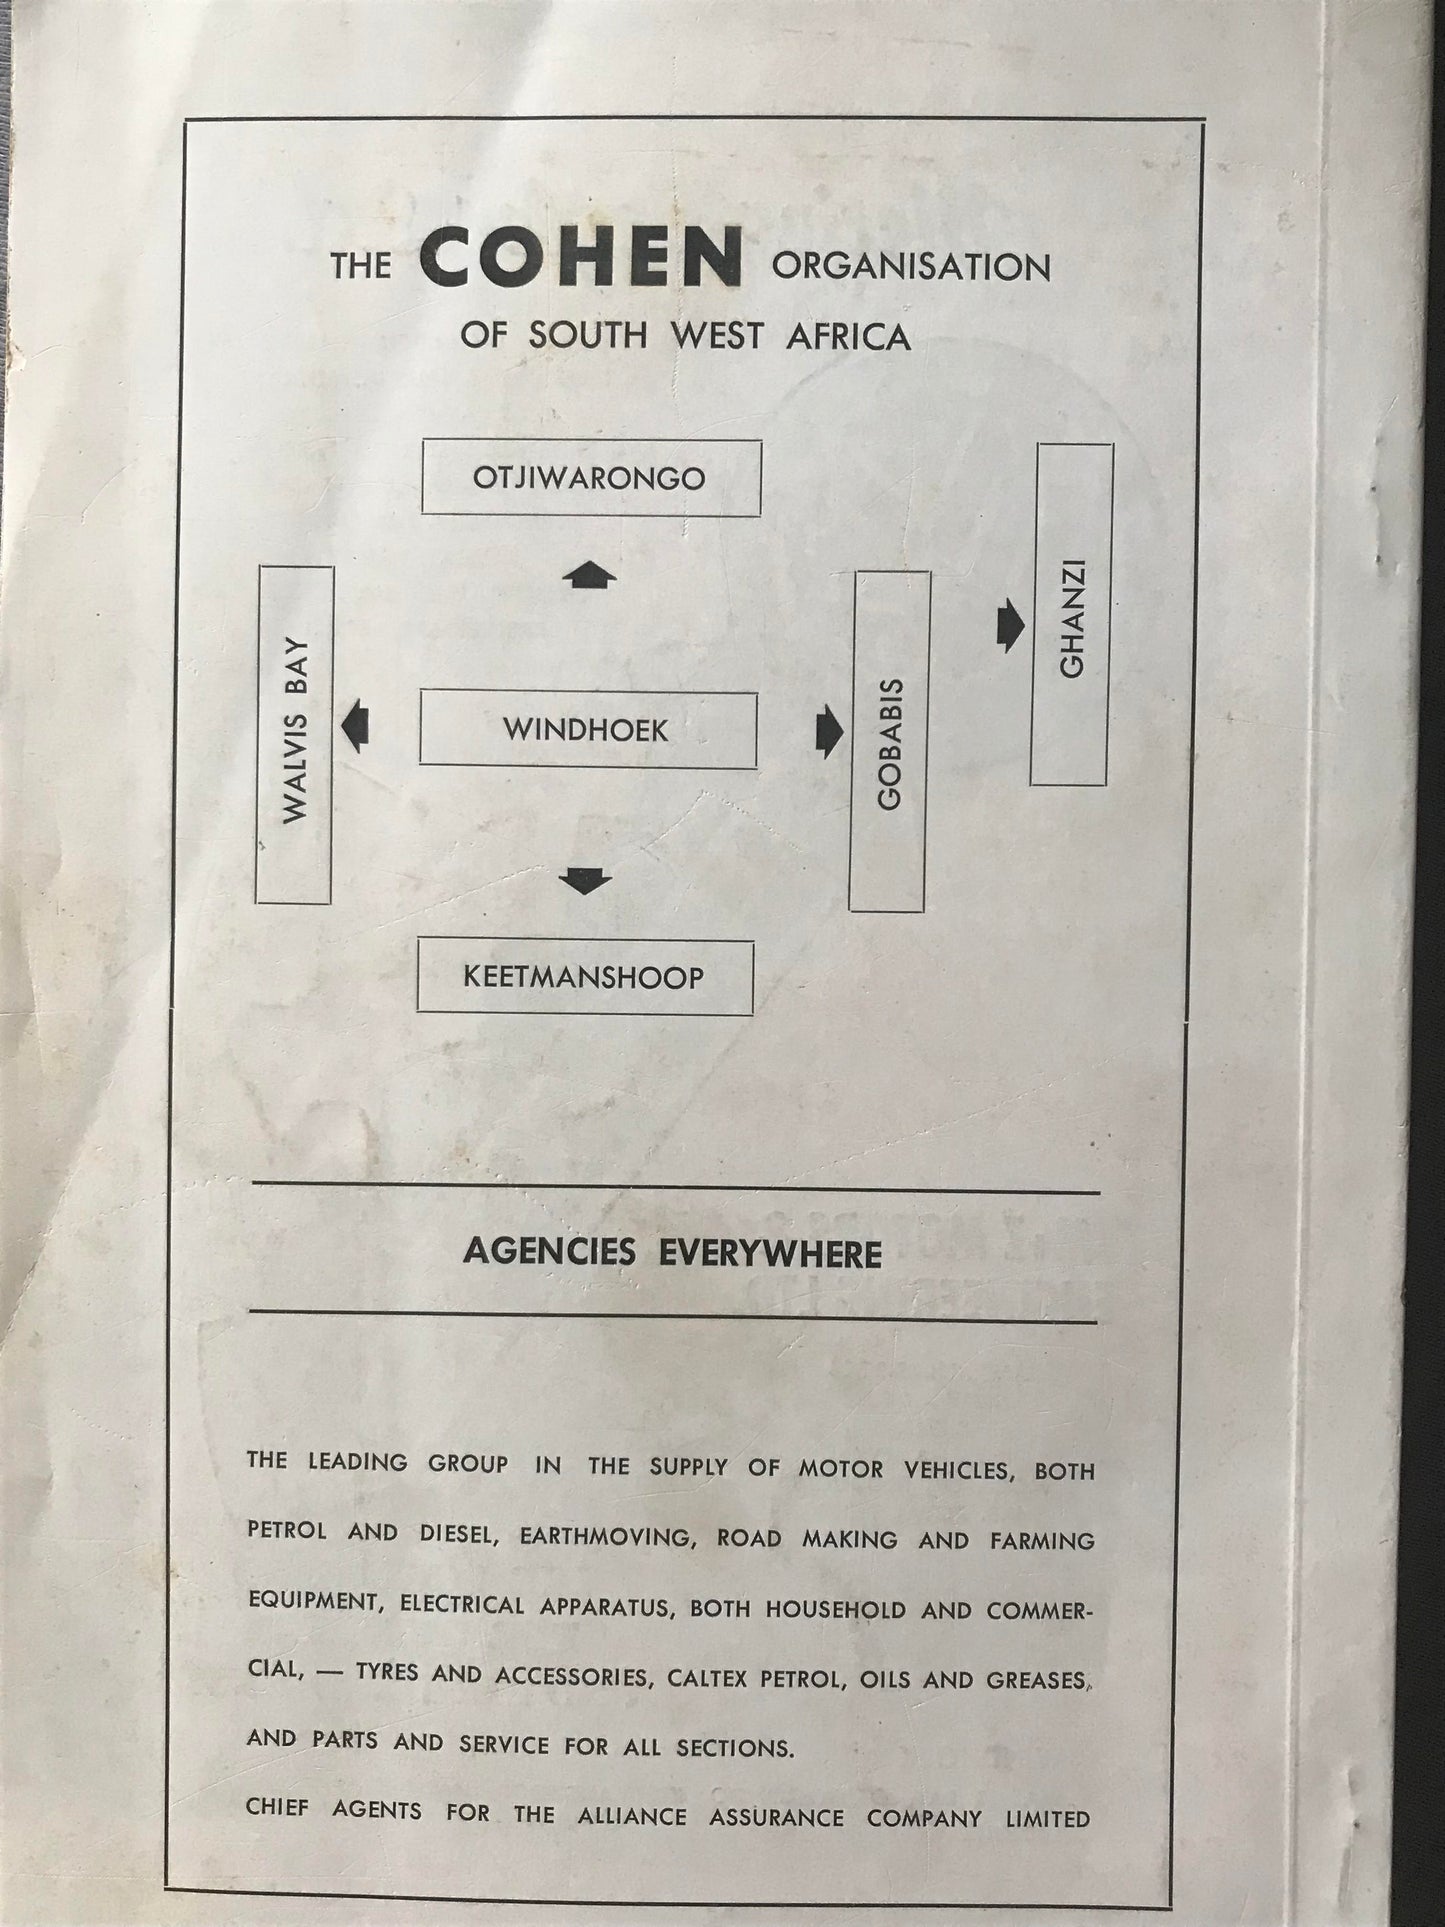 THE COHEN ORGANISATION
OF SOUTH WEST AFRICA
OTJIWARONGO
GHANZI
WALVIS BAY
WINDHOEK
GOBABIS
KEETMANSHOOP
AGENCIES EVERYWHERE
THE LEADING GROUP IN THE SUPPLY OF MOTOR VEHICLES, BOTH
PETROL AND DIESEL, EARTHMOVING, ROAD MAKING AND FARMING
EQUIPMENT, ELECTRICAL APPARATUS, BOTH HOUSEHOLD AND COMMER-
CIAL, — TYRES AND ACCESSORIES, CALTEX PETROL, OILS AND GREASES,
AND PARTS AND SERVICE FOR ALL SECTIONS.
CHIEF AGENTS FOR THE ALLIANCE ASSURANCE COMPANY LIMITED